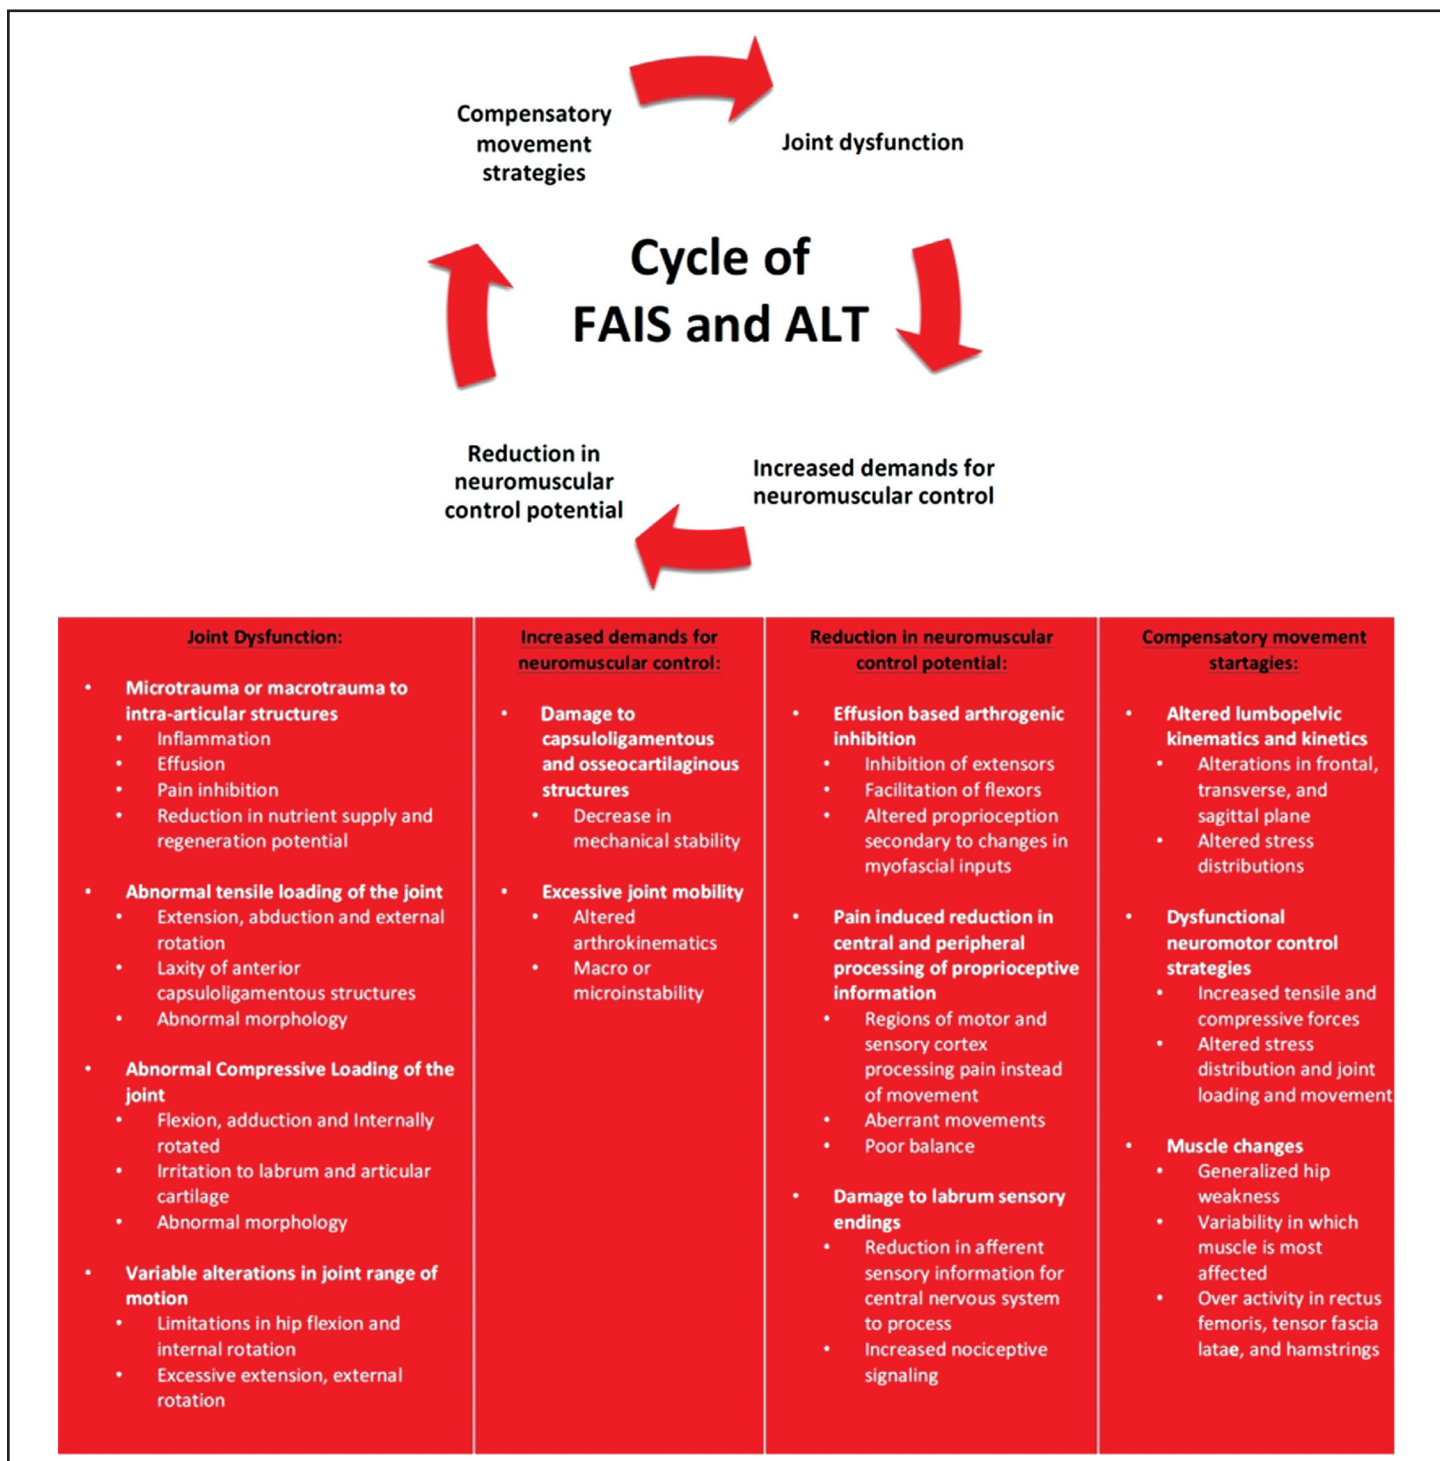 Compensatory
movement
strategies
Joint dysfunction
Cycle of
FAIS and ALT
Reduction in
neuromuscular
control potential
Increased demands for
neuromuscular control
Joint Dysfunction:
• Microtrauma or macrotrauma to
intra-articular structures
• Inflammation
• Effusion
• Pain inhibition
• Reduction in nutrient supply and
regeneration potential
• Abnormal tensile loading of the joint
• Extension, abduction and external
rotation
• Laxity of anterior
capsuloligamentous structures
• Abnormal morphology
• Abnormal Compressive Loading of the
joint
• Flexion, adduction and Internally
rotated
• Irritation to labrum and articular
cartilage
• Abnormal morphology
• Variable alterations in joint range of
motion
• Limitations in hip flexion and
internal rotation
• Excessive extension, external
rotation
Increased demands for
neuromuscular control:
• Damage to
capsuloligamentous
and osseocartilaginous
structures
• Decrease in
mechanical stability
• Excessive joint mobility
• Altered
arthrokinematics
• Macro or
microinstability
Reduction in neuromuscular
control potential:
• Effusion based arthrogenic
inhibition
• Inhibition of extensors
• Facilitation of flexors
• Altered proprioception
secondary to changes in
myofascial inputs
• Pain induced reduction in
central and peripheral
processing of proprioceptive
information
• Regions of motor and
sensory cortex
processing pain instead
of movement
• Aberrant movements
• Poor balance
• Damage to labrum sensory
endings
• Reduction in afferent
sensory information for
central nervous system
to process
• Increased nociceptive
signaling
Compensatory movement
startagies:
• Altered lumbopelvic
kinematics and kinetics
• Alterations in frontal,
transverse, and
sagittal plane
• Altered stress
distributions
• Dysfunctional
neuromotor control
strategies
• Increased tensile and
compressive forces
• Altered stress
distribution and joint
loading and movement
• Muscle changes
• Generalized hip
weakness
• Variability in which
muscle is most
affected
• Over activity in rectus
femoris, tensor fascia
latae, and hamstrings